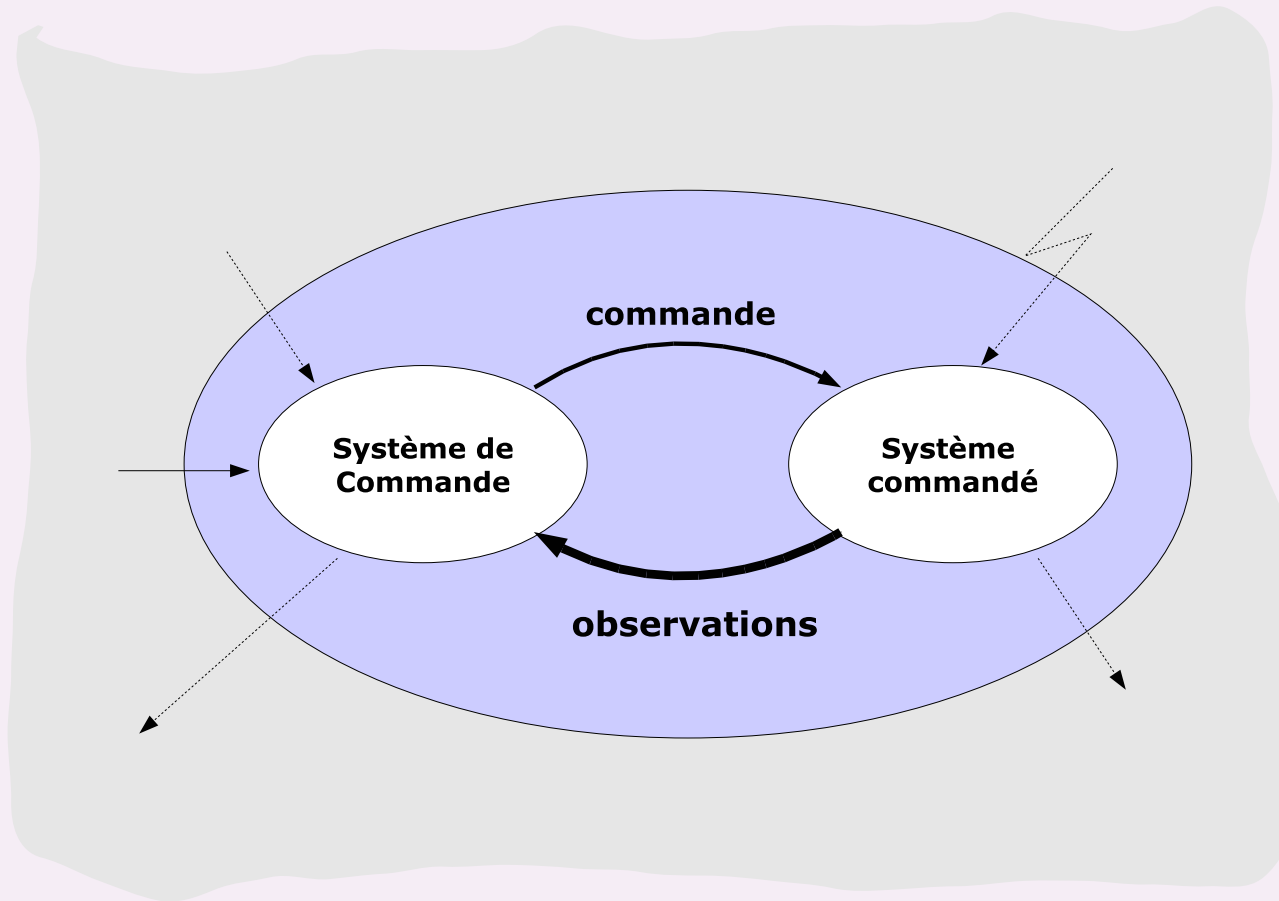 commande
Système de
Commande
Système
commandé
observations